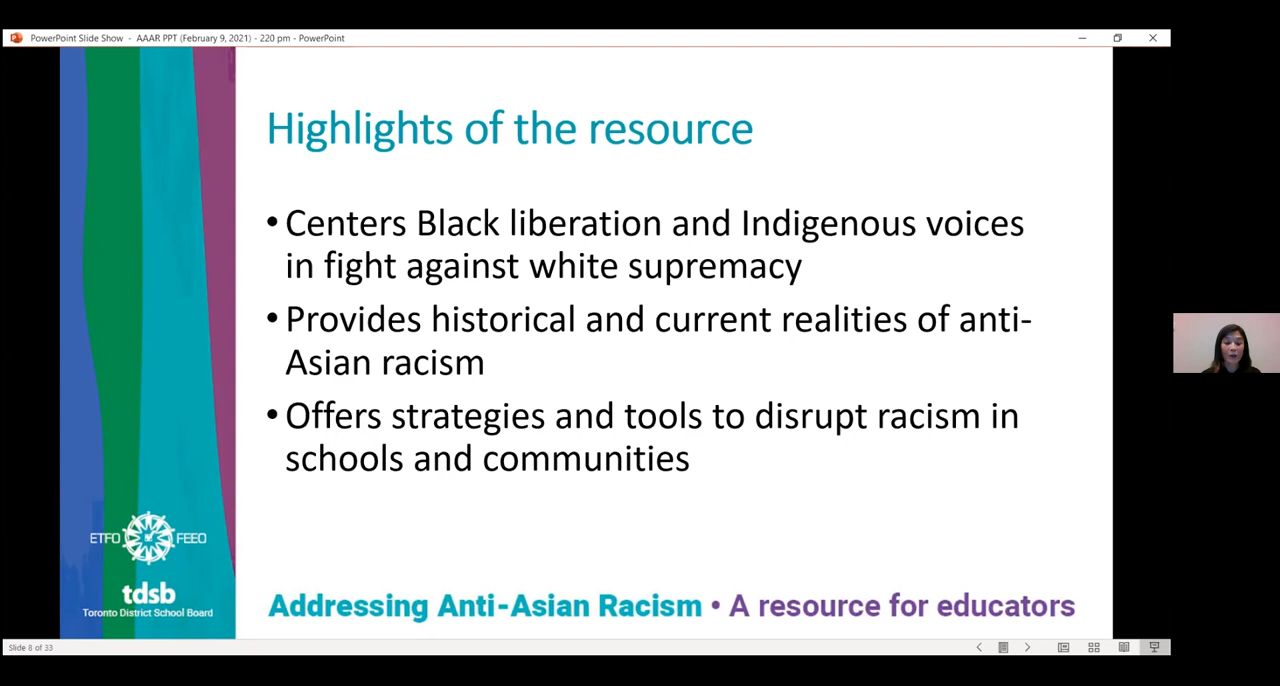 PowerPoint Slide Show - AAAR PPT (February 9, 2021) - 220 pm - PowerPoint
Highlights of the resource
• Centers Black liberation and Indigenous voices
in fight against white supremacy
• Provides historical and current realities of anti-
Asian racism
• Offers strategies and tools to disrupt racism in
schools and communities
ETFO FEEO
tdsb
Toronto District School Board
Addressing Anti-Asian Racism • A resource for educators
Slide 8 of 33